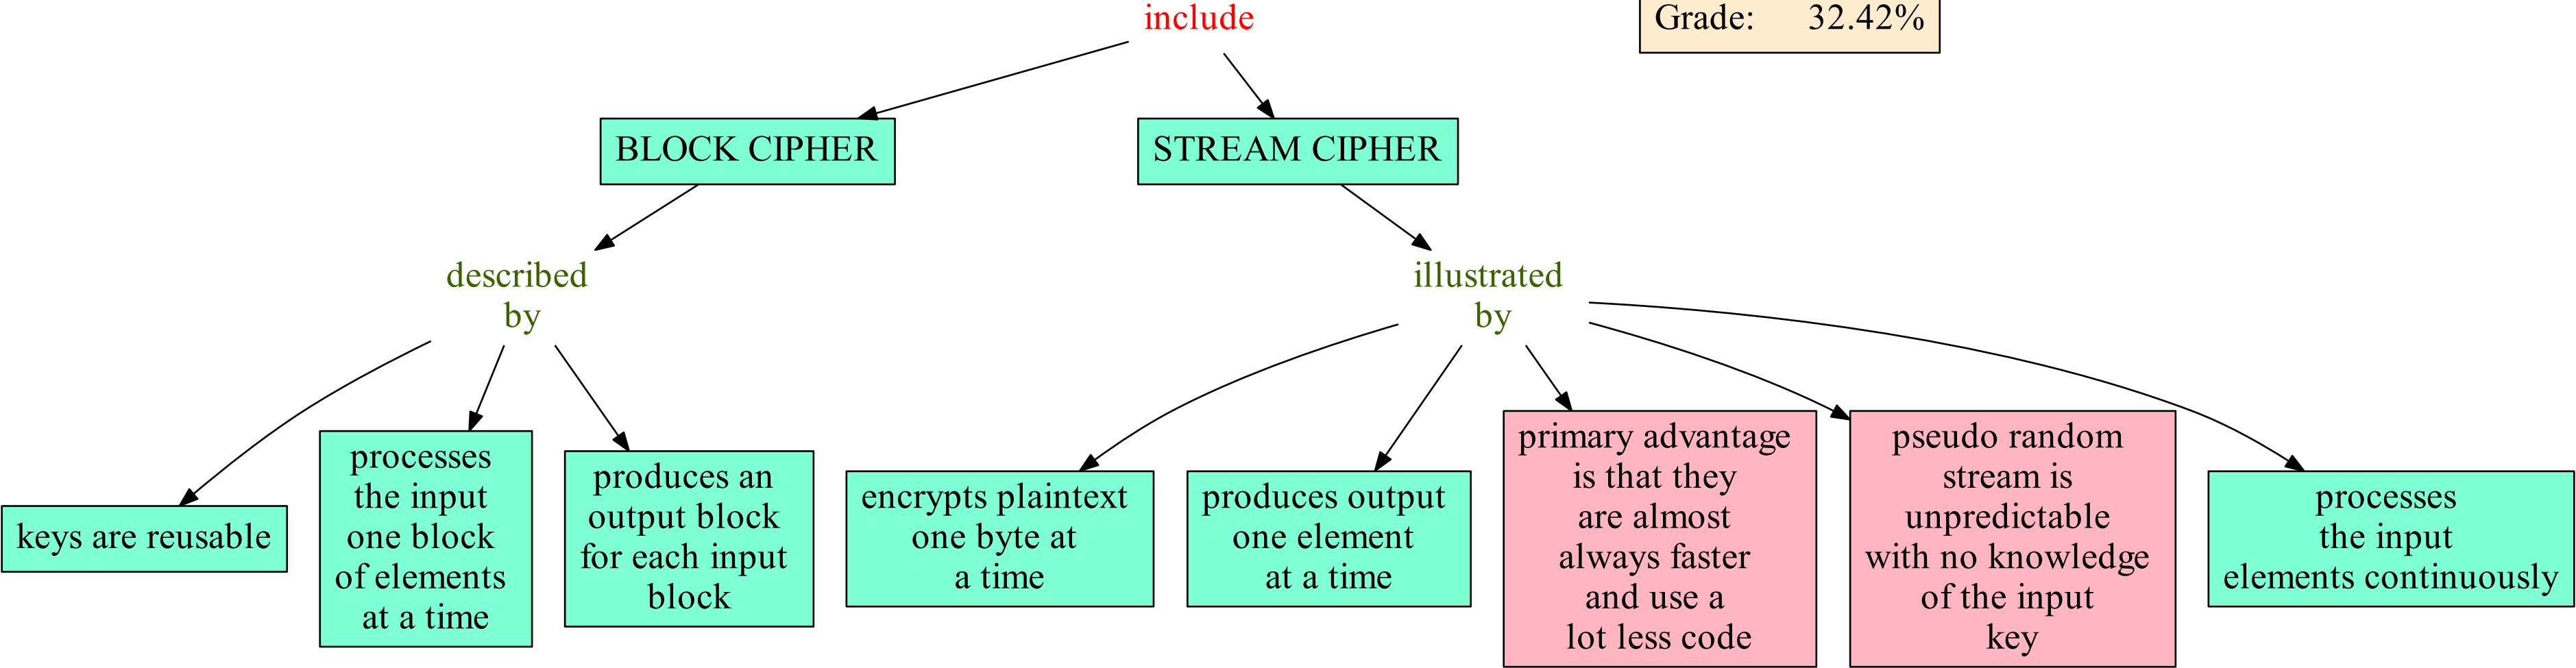 include
Grade: 32.42%
BLOCK CIPHER
STREAM CIPHER
described
by
illustrated
by
keys are reusable
processes
the input
one block
of elements
at a time
produces an
output block
for each input
block
encrypts plaintext
one byte at
a time
produces output
one element
at a time
primary advantage
is that they
are almost
always faster
and use a
lot less code
pseudo random
stream is
unpredictable
with no knowledge
of the input
key
processes
the input
elements continuously